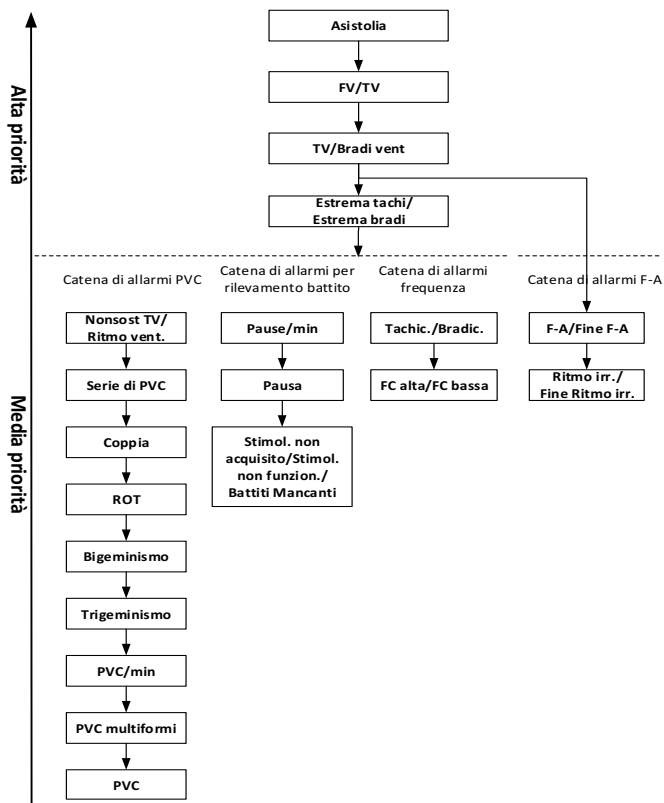 Alta priorità
Media priorità
Asistolia
FV/TV
TV/Bradi vent
Estrema tachi/
Estrema bradi
Catena di allarmi PVC
Nonsost TV/
Ritmo vent.
Serie di PVC
Coppia
ROT
Bigeminismo
Trigeminismo
PVC/min
PVC multiformi
PVC
Catena di allarmi per
rilevamento battito
Pause/min
Pausa
Stimol. non
acquisito/Stimol.
non funzion./
Battiti Mancanti
Catena di allarmi
frequenza
Tachic./Bradic.
FC alta/FC bassa
Catena di allarmi F-A
F-A/Fine F-A
Ritmo irr./
Fine Ritmo irr.